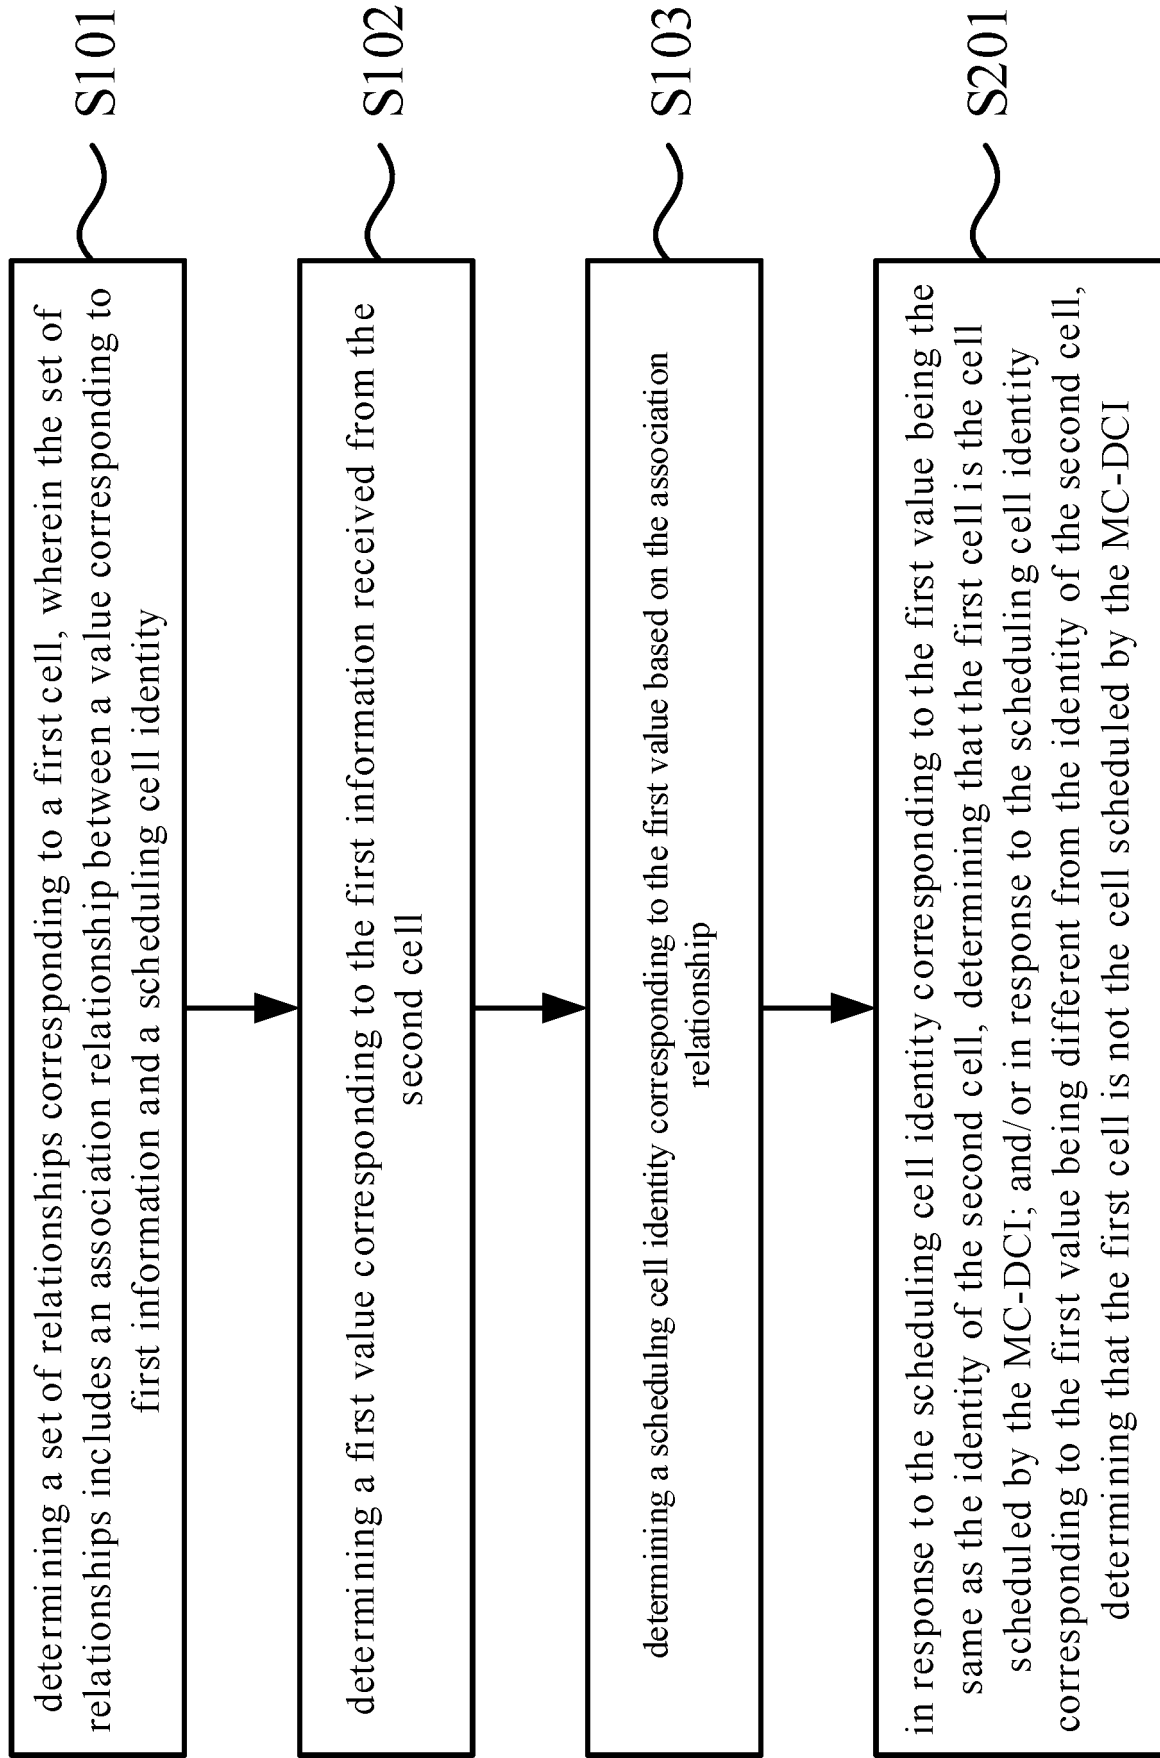 determining a set of relationships corresponding to a first cell, wherein the set of
relationships includes an association relationship between a value corresponding to
first information and a scheduling cell identity
S101
determining a first value corresponding to the first information received from the
second cell
S102
determining a schedulng cell identity corresponding to the first value based on the association
relationship
S103
in response to the scheduling cell identity corresponding to the first value being the
same as the identity of the second cell, determining that the first cell is the cell
scheduled by the MC-DCI; and/or in response to the scheduling cell identity
corresponding to the first value being different from the identity of the second cell,
determining that the first cell is not the cell scheduled by the MC-DCI
S201